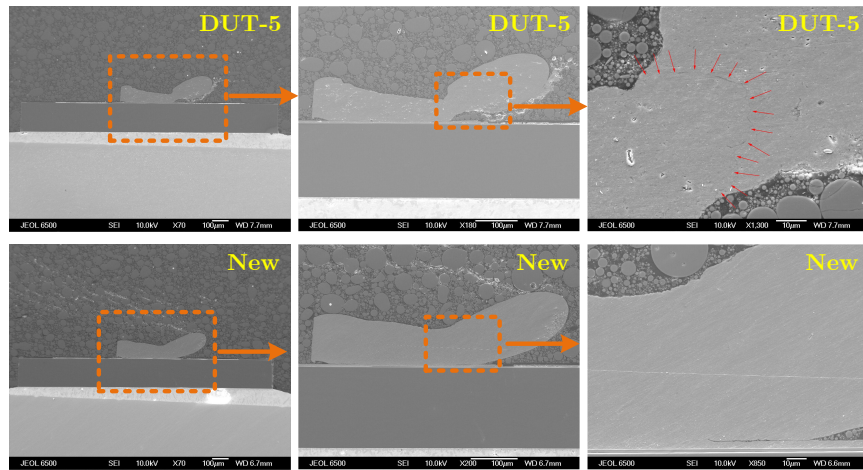 DUT-5
JEOL 6500 SEI 10.0kV X70 100μm WD 7.7mm
DUT-5
JEOL 6500 SEI 10.0kV X180 100μm WD 7.7mm
DUT-5
JEOL 6500 SEI 10.0kV X1,300 10μm WD 7.7mm
New
JEOL 6500 SEI 10.0kV X70 100μm WD 6.7mm
New
JEOL 6500 SEI 10.0kV X200 100μm WD 6.7mm
New
JEOL 6500 SEI 10.0kV X850 10μm WD 6.6mm